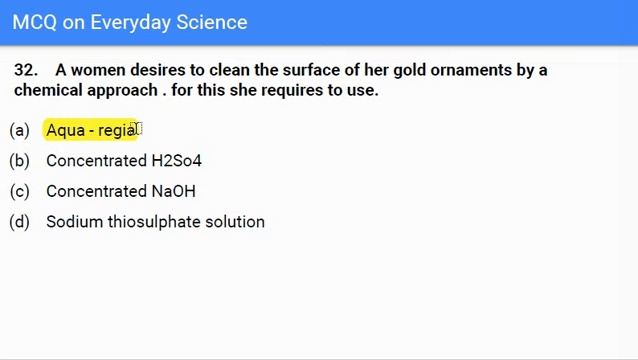 MCQ on Everyday Science
32. A women desires to clean the surface of her gold ornaments by a
chemical approach . for this she requires to use.
(a) Aqua - regia
(b) Concentrated H2So4
(c) Concentrated NaOH
(d) Sodium thiosulphate solution